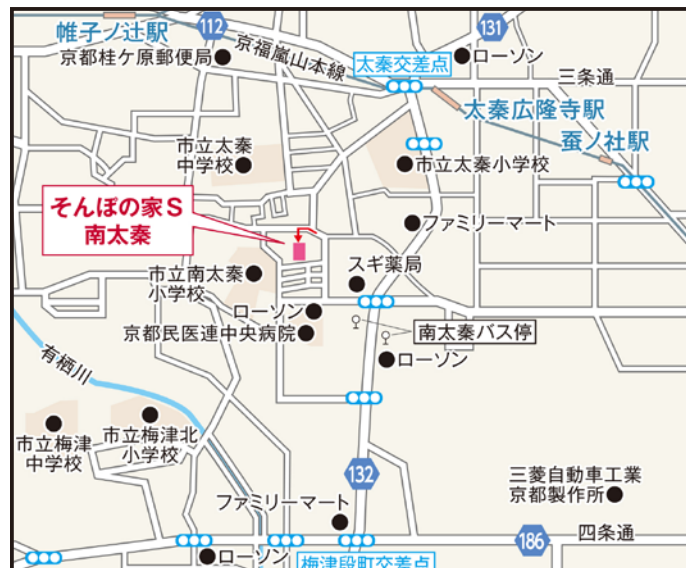 帷子ノ辻駅
112
131
京都桂ケ原郵便局
京福嵐山本線
太秦交差点
ローソン
三条通
太秦広隆寺駅
蚕ノ社駅
市立太秦
中学校
市立太秦小学校
そんぽの家S
南太秦
ファミリーマート
スギ薬局
市立南太秦
小学校
ローソン
京都民医連中央病院
南太秦バス停
有栖川
ローソン
市立梅津
中学校
市立梅津北
小学校
132
三菱自動車工業
京都製作所
ファミリーマート
186
四条通
ローソン
梅津段町交差点